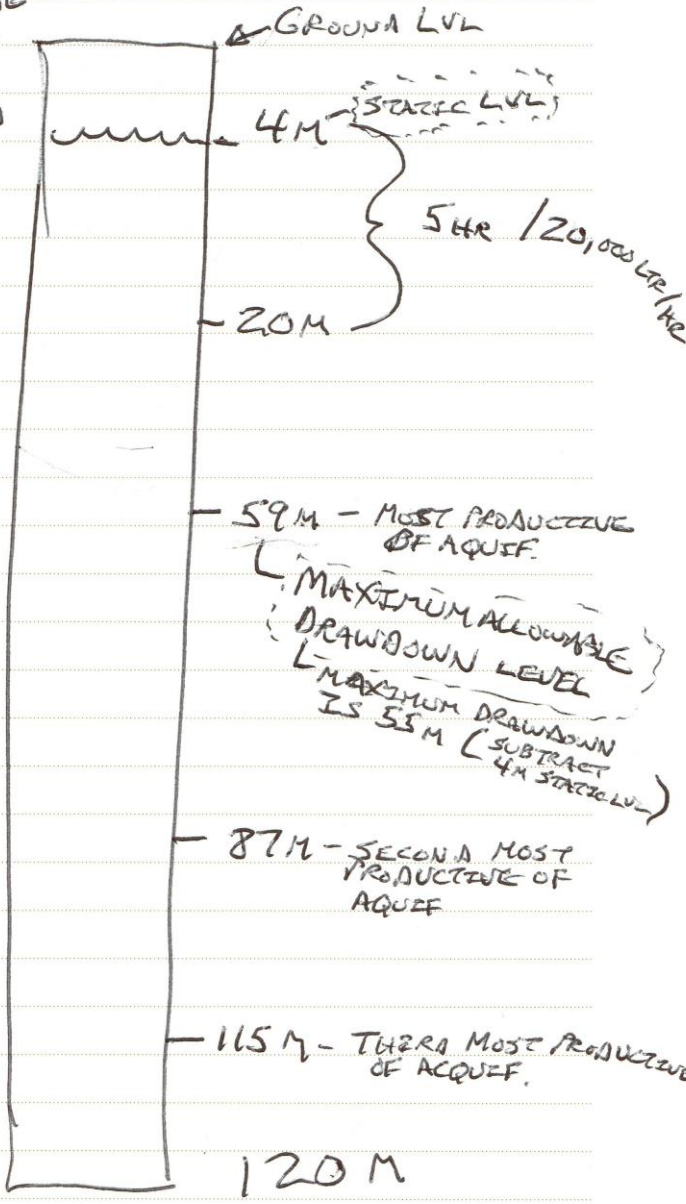 GROUND LVL
4M STATIC LVL
5 HR / 20,000 LTR/HR
20M
59M - MOST PRODUCTIVE
OF AQUIF.
MAXIMUM ALLOWABLE
DRAWDOWN LEVEL
MAXIMUM DRAWDOWN
IS 55M (SUBTRACT
4M STATIC LVL)
87M - SECOND MOST
PRODUCTIVE OF
AQUIF
115M - THIRD MOST PRODUCTIVE
OF ACQUIF.
120M